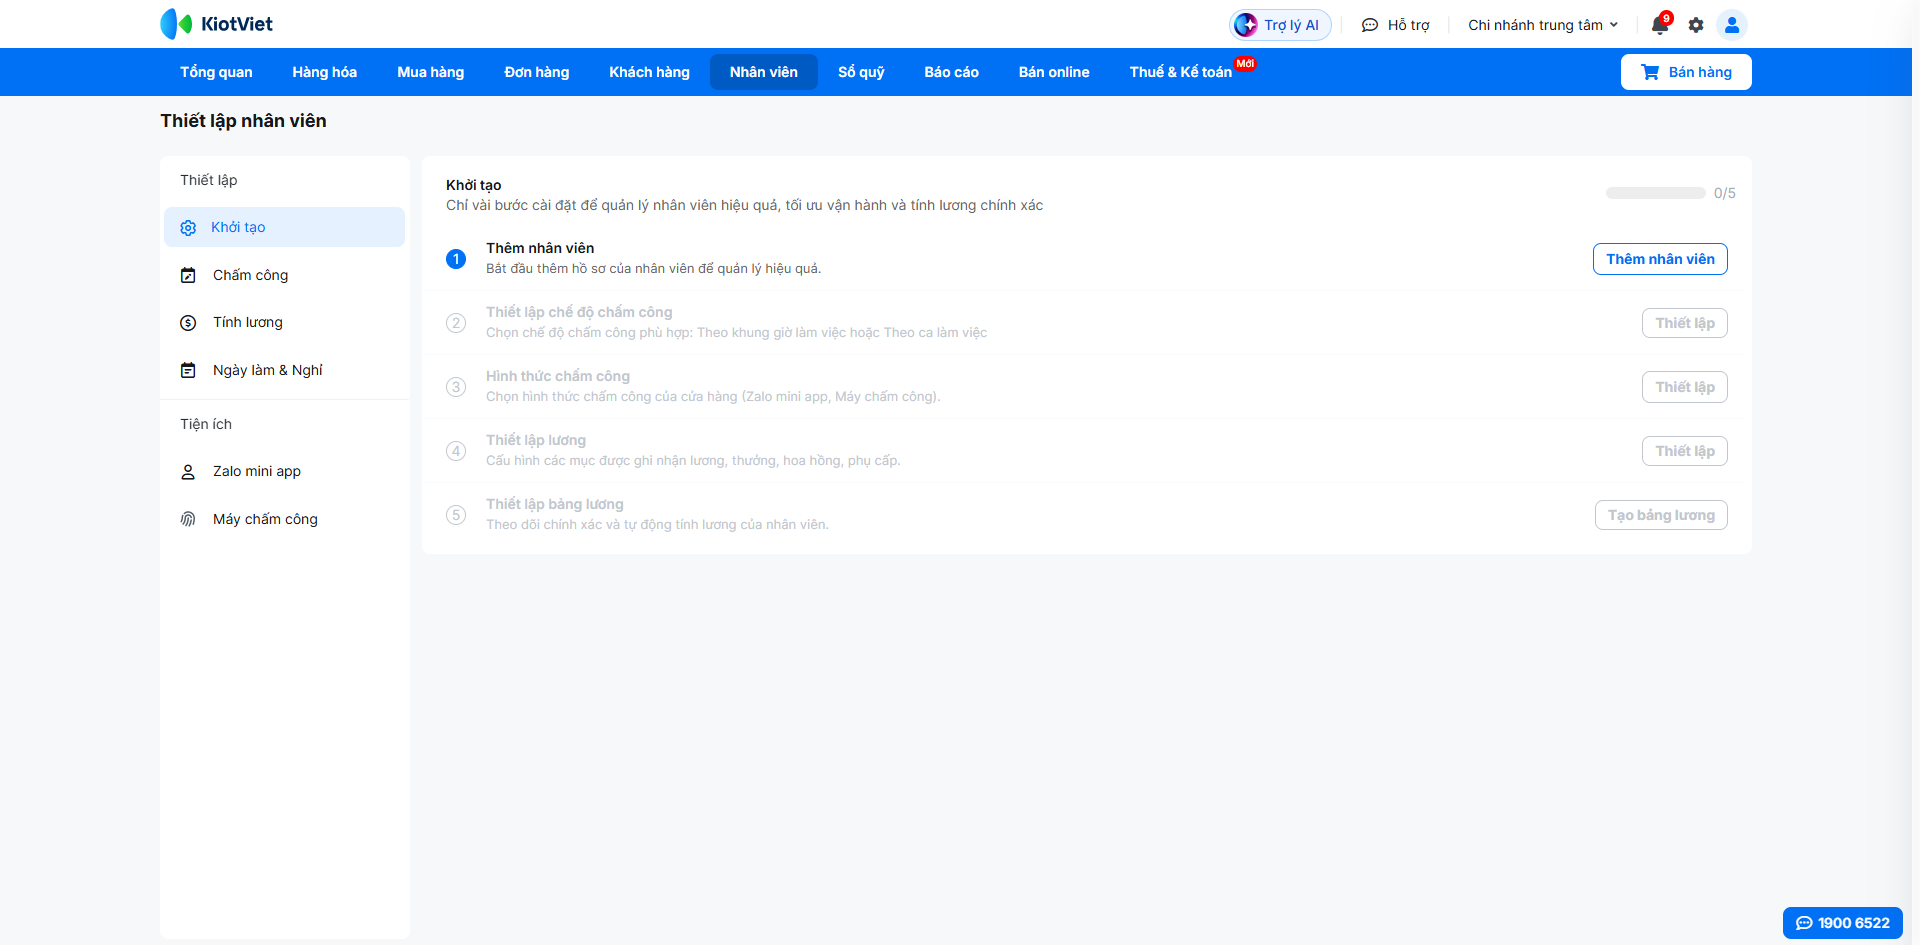 KiotViet
Trợ lý AI
Hỗ trợ
Chi nhánh trung tâm
9
Tổng quan
Hàng hóa
Mua hàng
Đơn hàng
Khách hàng
Nhân viên
Sổ quỹ
Báo cáo
Bán online
Thuế & Kế toán
Mới
Bán hàng
Thiết lập nhân viên
Thiết lập
Khởi tạo
Chấm công
Tính lương
Ngày làm & Nghỉ
Tiện ích
Zalo mini app
Máy chấm công
Khởi tạo
Chỉ vài bước cài đặt để quản lý nhân viên hiệu quả, tối ưu vận hành và tính lương chính xác
0/5
1
Thêm nhân viên
Bắt đầu thêm hồ sơ của nhân viên để quản lý hiệu quả.
Thêm nhân viên
2
Thiết lập chế độ chấm công
Chọn chế độ chấm công phù hợp: Theo khung giờ làm việc hoặc Theo ca làm việc
Thiết lập
3
Hình thức chấm công
Chọn hình thức chấm công của cửa hàng (Zalo mini app, Máy chấm công).
Thiết lập
4
Thiết lập lương
Cấu hình các mục được ghi nhận lương, thưởng, hoa hồng, phụ cấp.
Thiết lập
5
Thiết lập bảng lương
Theo dõi chính xác và tự động tính lương của nhân viên.
Tạo bảng lương
1900 6522